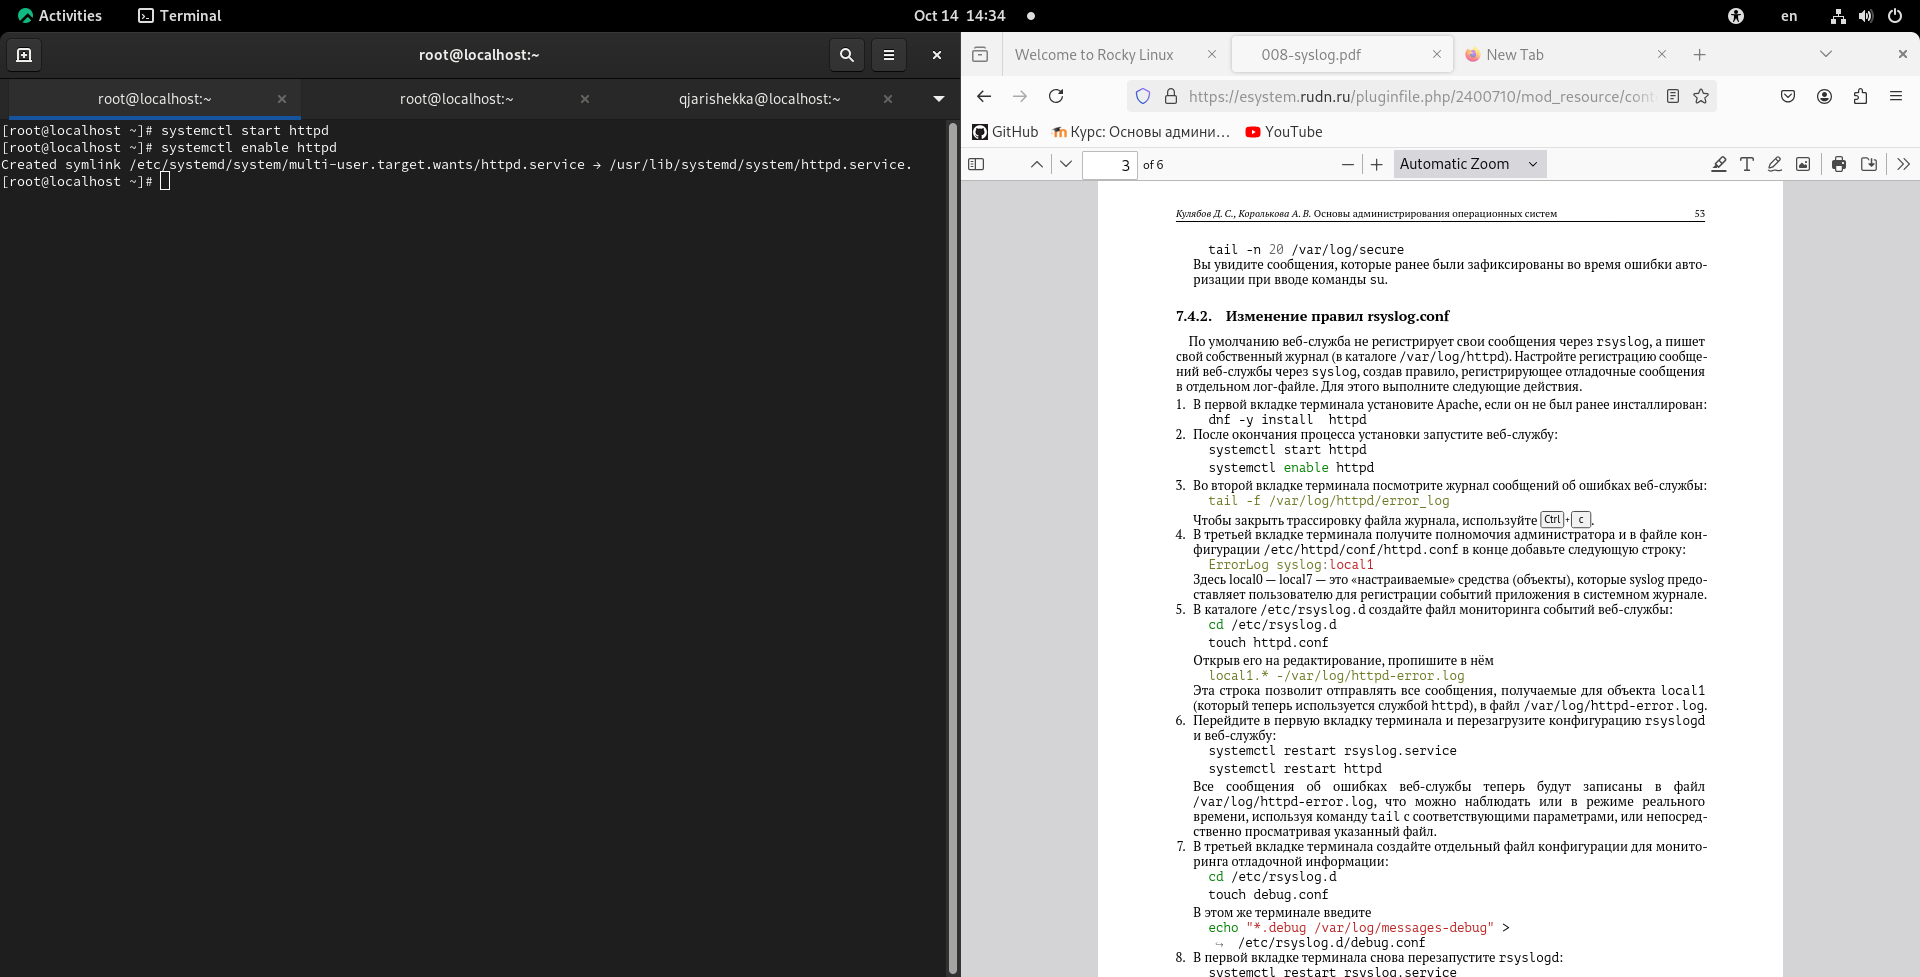 Activities
Terminal
Oct 14 14:34
en
root@localhost:~
root@localhost:~
root@localhost:~
qjarishekka@localhost:~
[root@localhost ~]# systemctl start httpd
[root@localhost ~]# systemctl enable httpd
Created symlink /etc/systemd/system/multi-user.target.wants/httpd.service → /usr/lib/systemd/system/httpd.service.
[root@localhost ~]#
Welcome to Rocky Linux
008-syslog.pdf
New Tab
https://esystem.rudn.ru/pluginfile.php/2400710/mod_resource/cont
GitHub
Курс: Основы админи…
YouTube
3 of 6
Automatic Zoom
Кулябов Д. С., Королькова А. В. Основы администрирования операционных систем 53
tail -n 20 /var/log/secure
Вы увидите сообщения, которые ранее были зафиксированы во время ошибки авто-
ризации при вводе команды su.
7.4.2. Изменение правил rsyslog.conf
По умолчанию веб-служба не регистрирует свои сообщения через rsyslog, а пишет
свой собственный журнал (в каталоге /var/log/httpd). Настройте регистрацию сообще-
ний веб-службы через syslog, создав правило, регистрирующее отладочные сообщения
в отдельном лог-файле. Для этого выполните следующие действия.
1. В первой вкладке терминала установите Apache, если он не был ранее инсталлирован:
dnf -y install httpd
2. После окончания процесса установки запустите веб-службу:
systemctl start httpd
systemctl enable httpd
3. Во второй вкладке терминала посмотрите журнал сообщений об ошибках веб-службы:
tail -f /var/log/httpd/error_log
Чтобы закрыть трассировку файла журнала, используйте Ctrl + c .
4. В третьей вкладке терминала получите полномочия администратора и в файле кон-
фигурации /etc/httpd/conf/httpd.conf в конце добавьте следующую строку:
ErrorLog syslog:local1
Здесь local0 — local7 — это «настраиваемые» средства (объекты), которые syslog предо-
ставляет пользователю для регистрации событий приложения в системном журнале.
5. В каталоге /etc/rsyslog.d создайте файл мониторинга событий веб-службы:
cd /etc/rsyslog.d
touch httpd.conf
Открыв его на редактирование, пропишите в нём
local1.* -/var/log/httpd-error.log
Эта строка позволит отправлять все сообщения, получаемые для объекта local1
(который теперь используется службой httpd), в файл /var/log/httpd-error.log.
6. Перейдите в первую вкладку терминала и перезагрузите конфигурацию rsyslogd
и веб-службу:
systemctl restart rsyslog.service
systemctl restart httpd
Все сообщения об ошибках веб-службы теперь будут записаны в файл
/var/log/httpd-error.log, что можно наблюдать или в режиме реального
времени, используя команду tail с соответствующими параметрами, или непосред-
ственно просматривая указанный файл.
7. В третьей вкладке терминала создайте отдельный файл конфигурации для монито-
ринга отладочной информации:
cd /etc/rsyslog.d
touch debug.conf
В этом же терминале введите
echo "*.debug /var/log/messages-debug" >
↪ /etc/rsyslog.d/debug.conf
8. В первой вкладке терминала снова перезапустите rsyslogd:
systemctl restart rsyslog.service